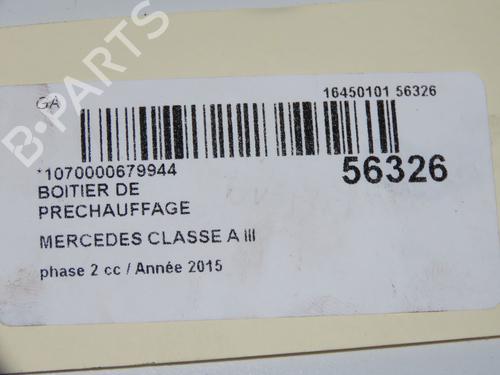 B-PARTS
GA
16450101 56326
*1070000679944
56326
BOITIER DE
PRECHAUFFAGE
MERCEDES CLASSE A III
phase 2 cc / Année 2015